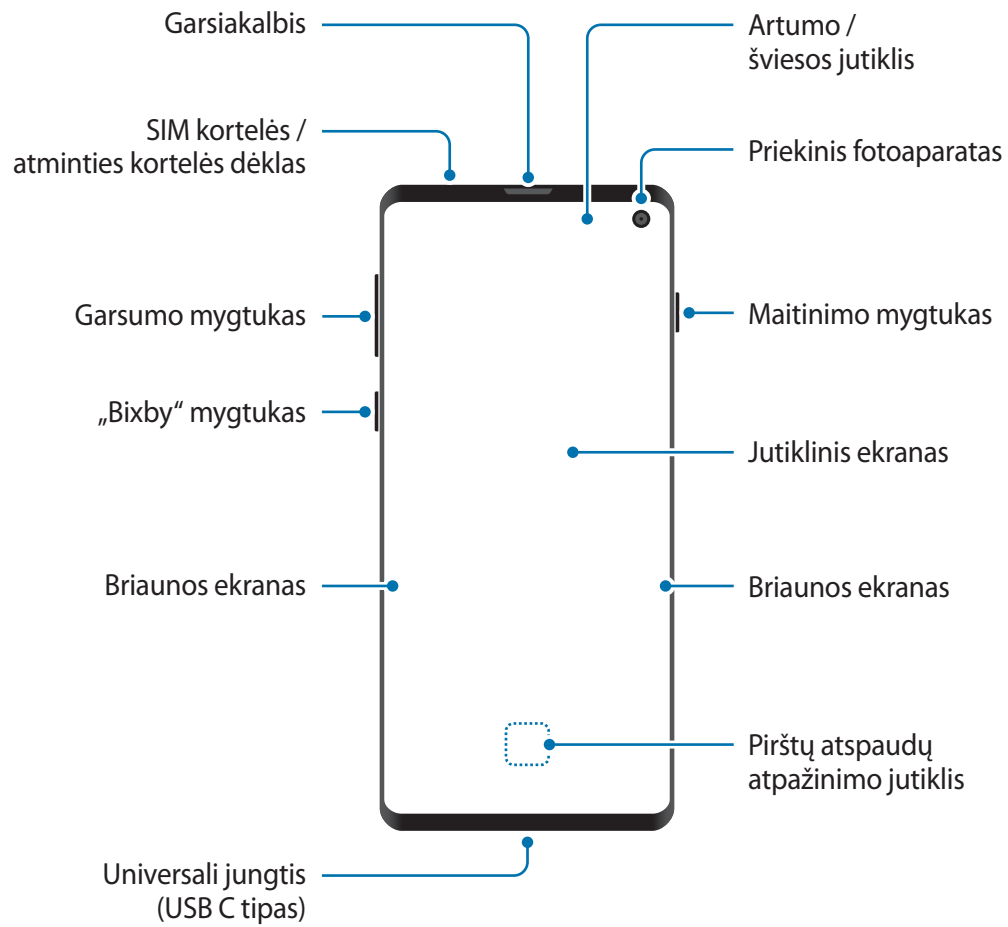 Garsiakalbis
SIM kortelės /
atminties kortelės dėklas
Garsumo mygtukas
„Bixby“ mygtukas
Briaunos ekranas
Universali jungtis
(USB C tipas)
Artumo /
šviesos jutiklis
Priekinis fotoaparatas
Maitinimo mygtukas
Jutiklinis ekranas
Briaunos ekranas
Pirštų atspaudų
atpažinimo jutiklis